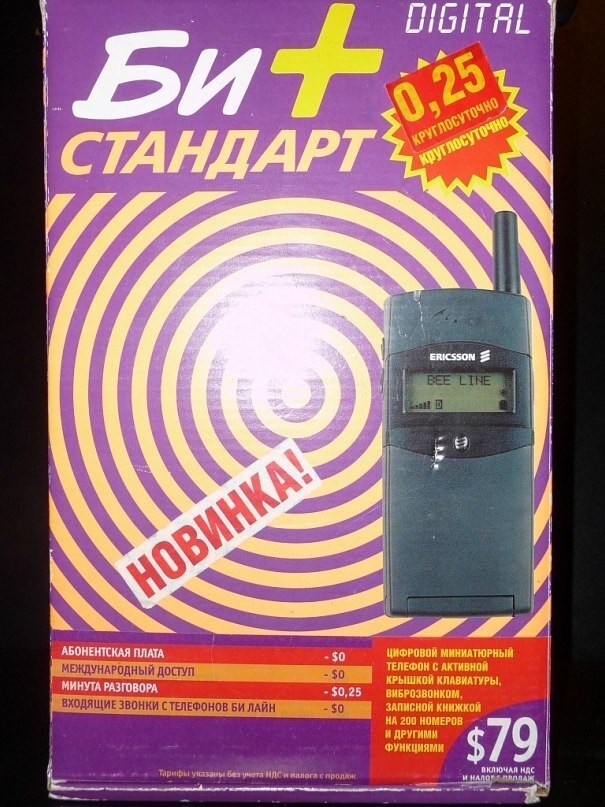 DIGITAL
Би+
СТАНДАРТ
0,25
КРУГЛОСУТОЧНО
КРУГЛОСУТОЧНО
ERICSSON
BEE LINE
НОВИНКА!
АБОНЕНТСКАЯ ПЛАТА - $0
МЕЖДУНАРОДНЫЙ ДОСТУП - $0
МИНУТА РАЗГОВОРА - $0,25
ВХОДЯЩИЕ ЗВОНКИ С ТЕЛЕФОНОВ БИ ЛАЙН - $0
ЦИФРОВОЙ МИНИАТЮРНЫЙ
ТЕЛЕФОН С АКТИВНОЙ
КРЫШКОЙ КЛАВИАТУРЫ,
ВИБРОЗВОНКОМ,
ЗАПИСНОЙ КНИЖКОЙ
НА 200 НОМЕРОВ
И ДРУГИМИ
ФУНКЦИЯМИ
$79
ВКЛЮЧАЯ НДС
И НАЛОГ С ПРОДАЖ
Тарифы указаны без учета НДС и налога с продаж